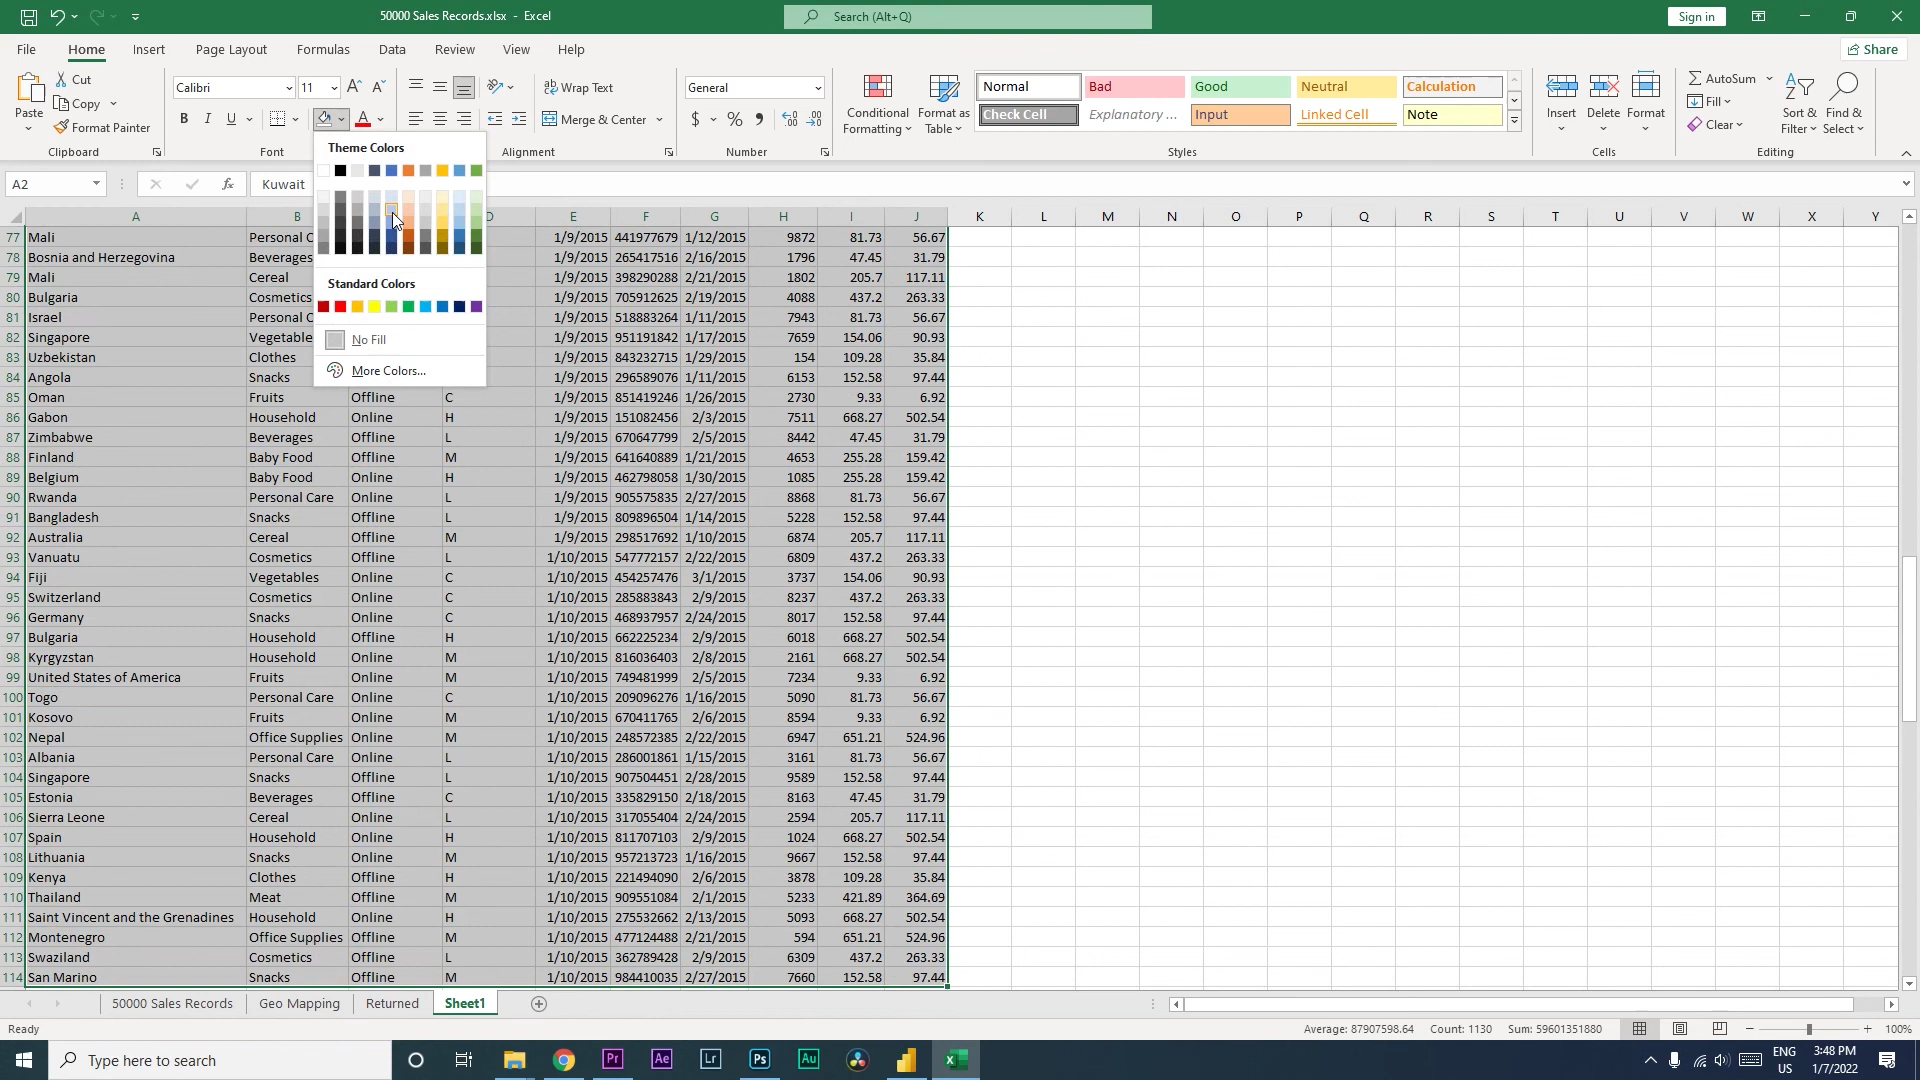 50000 Sales Records.xlsx - Excel
Search (Alt+Q)
Sign in
File Home Insert Page Layout Formulas Data Review View Help
Share
Paste
Cut
Copy
Format Painter
Clipboard
Calibri 11
B I U
Font
Wrap Text
Merge & Center
Alignment
General
$ % ,
Number
Conditional Formatting
Format as Table
Normal Bad Good Neutral Calculation
Check Cell Explanatory ... Input Linked Cell Note
Styles
Insert Delete Format
Cells
AutoSum
Fill
Clear
Sort & Filter
Find & Select
Editing
A2
fx
Kuwait
Theme Colors
Standard Colors
No Fill
More Colors...
A B D E F G H I J K L M N O P Q R S T U V W X Y
77 Mali Personal C 1/9/2015 441977679 1/12/2015 9872 81.73 56.67
78 Bosnia and Herzegovina Beverages 1/9/2015 265417516 2/16/2015 1796 47.45 31.79
79 Mali Cereal 1/9/2015 398290288 2/21/2015 1802 205.7 117.11
80 Bulgaria Cosmetics 1/9/2015 705912625 2/19/2015 4088 437.2 263.33
81 Israel Personal C 1/9/2015 518883264 1/11/2015 7943 81.73 56.67
82 Singapore Vegetable 1/9/2015 951191842 1/17/2015 7659 154.06 90.93
83 Uzbekistan Clothes 1/9/2015 843232715 1/29/2015 154 109.28 35.84
84 Angola Snacks 1/9/2015 296589076 1/11/2015 6153 152.58 97.44
85 Oman Fruits Offline C 1/9/2015 851419246 1/26/2015 2730 9.33 6.92
86 Gabon Household Online H 1/9/2015 151082456 2/3/2015 7511 668.27 502.54
87 Zimbabwe Beverages Offline L 1/9/2015 670647799 2/5/2015 8442 47.45 31.79
88 Finland Baby Food Offline M 1/9/2015 641640889 1/21/2015 4653 255.28 159.42
89 Belgium Baby Food Online H 1/9/2015 462798058 1/30/2015 1085 255.28 159.42
90 Rwanda Personal Care Online L 1/9/2015 905575835 2/27/2015 8868 81.73 56.67
91 Bangladesh Snacks Offline L 1/9/2015 809896504 1/14/2015 5228 152.58 97.44
92 Australia Cereal Offline M 1/9/2015 298517692 1/10/2015 6874 205.7 117.11
93 Vanuatu Cosmetics Offline L 1/10/2015 547772157 2/22/2015 6809 437.2 263.33
94 Fiji Vegetables Online C 1/10/2015 454257476 3/1/2015 3737 154.06 90.93
95 Switzerland Cosmetics Online C 1/10/2015 285883843 2/9/2015 8237 437.2 263.33
96 Germany Snacks Online C 1/10/2015 468937957 2/24/2015 8017 152.58 97.44
97 Bulgaria Household Offline H 1/10/2015 662225234 2/9/2015 6018 668.27 502.54
98 Kyrgyzstan Household Online M 1/10/2015 816036403 2/8/2015 2161 668.27 502.54
99 United States of America Fruits Online M 1/10/2015 749481999 2/5/2015 7234 9.33 6.92
100 Togo Personal Care Online C 1/10/2015 209096276 1/16/2015 5090 81.73 56.67
101 Kosovo Fruits Online M 1/10/2015 670411765 2/6/2015 8594 9.33 6.92
102 Nepal Office Supplies Online M 1/10/2015 248572385 2/22/2015 6947 651.21 524.96
103 Albania Personal Care Online L 1/10/2015 286001861 1/15/2015 3161 81.73 56.67
104 Singapore Snacks Offline L 1/10/2015 907504451 2/28/2015 9589 152.58 97.44
105 Estonia Beverages Offline C 1/10/2015 335829150 2/18/2015 8163 47.45 31.79
106 Sierra Leone Cereal Online L 1/10/2015 317055404 2/24/2015 2594 205.7 117.11
107 Spain Household Online H 1/10/2015 811707103 2/9/2015 1024 668.27 502.54
108 Lithuania Snacks Online M 1/10/2015 957213723 1/16/2015 9667 152.58 97.44
109 Kenya Clothes Offline H 1/10/2015 221494090 2/6/2015 3878 109.28 35.84
110 Thailand Meat Offline M 1/10/2015 909551084 2/1/2015 5233 421.89 364.69
111 Saint Vincent and the Grenadines Household Online H 1/10/2015 275532662 2/13/2015 5093 668.27 502.54
112 Montenegro Office Supplies Offline M 1/10/2015 477124488 2/21/2015 594 651.21 524.96
113 Swaziland Cosmetics Offline L 1/10/2015 362789428 2/9/2015 6309 437.2 263.33
114 San Marino Snacks Offline M 1/10/2015 984410035 2/27/2015 7660 152.58 97.44
50000 Sales Records Geo Mapping Returned Sheet1
Ready
Average: 87907598.64 Count: 1130 Sum: 59601351880
100%
Type here to search
Pr Ae Lr Ps Au
ENG US
3:48 PM
1/7/2022